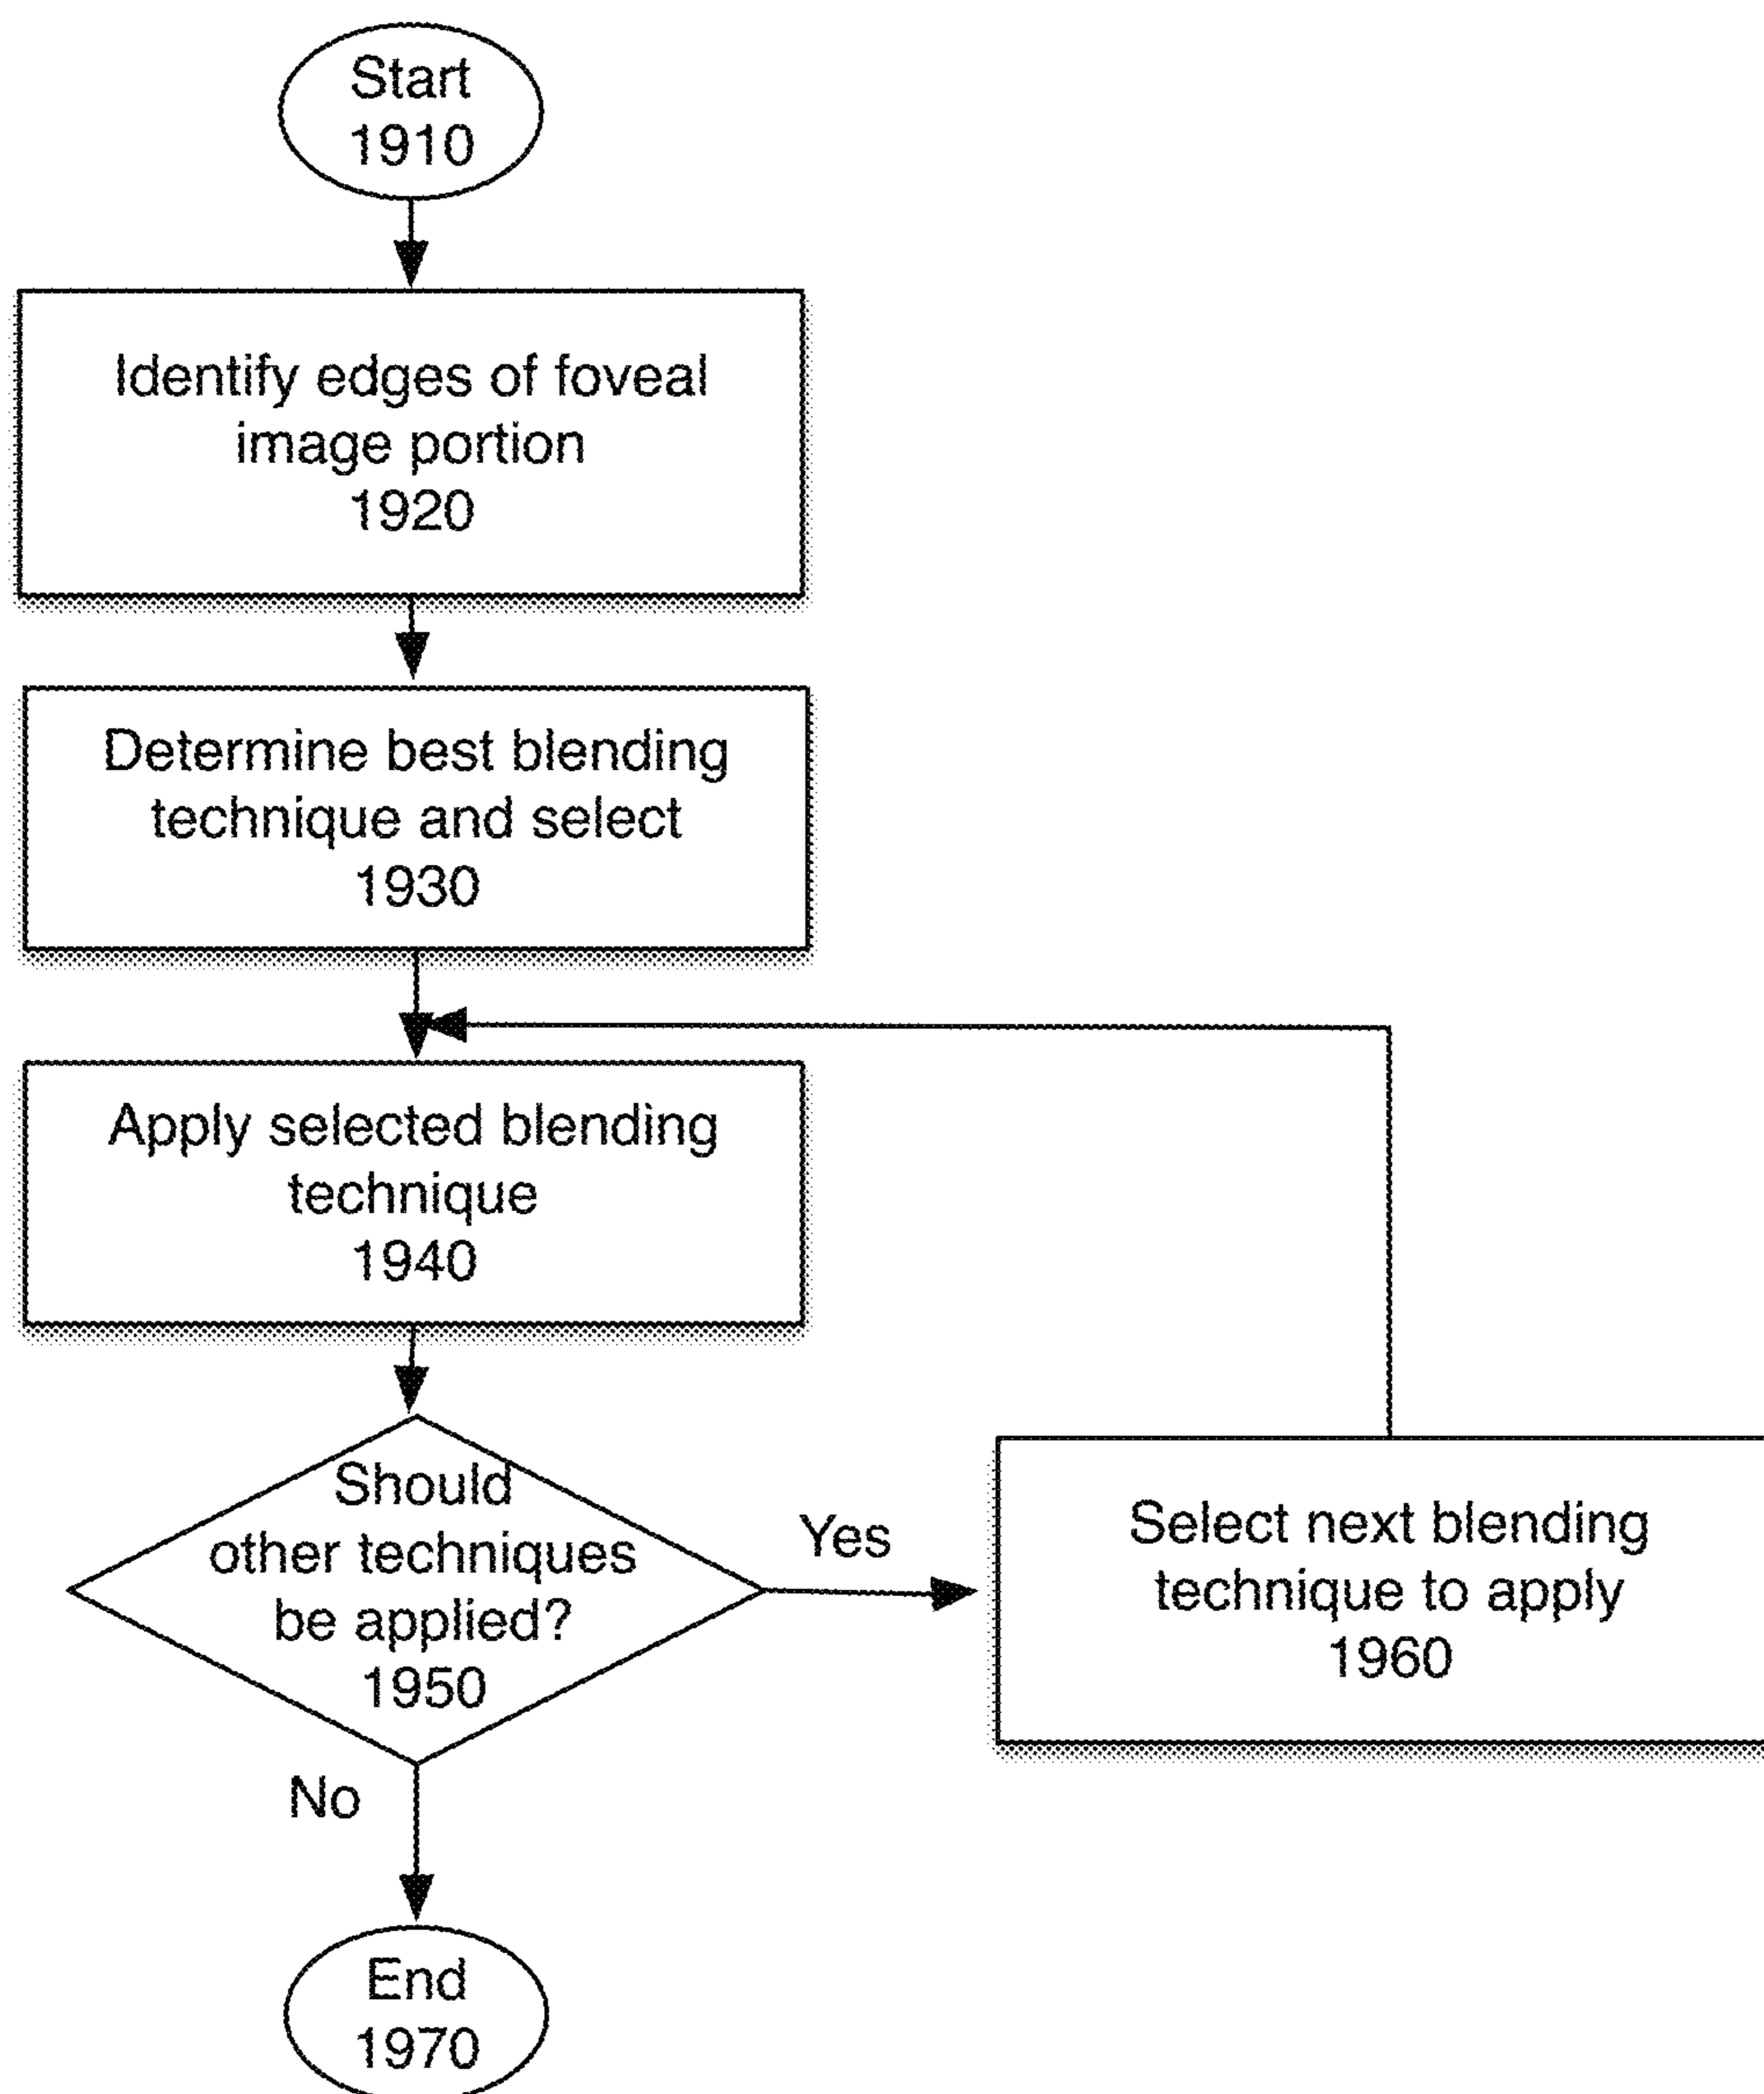 Start
1910
Identify edges of foveal
image portion
1920
Determine best blending
technique and select
1930
Apply selected blending
technique
1940
Should
other techniques
be applied?
1950
Yes
Select next blending
technique to apply
1960
No
End
1970